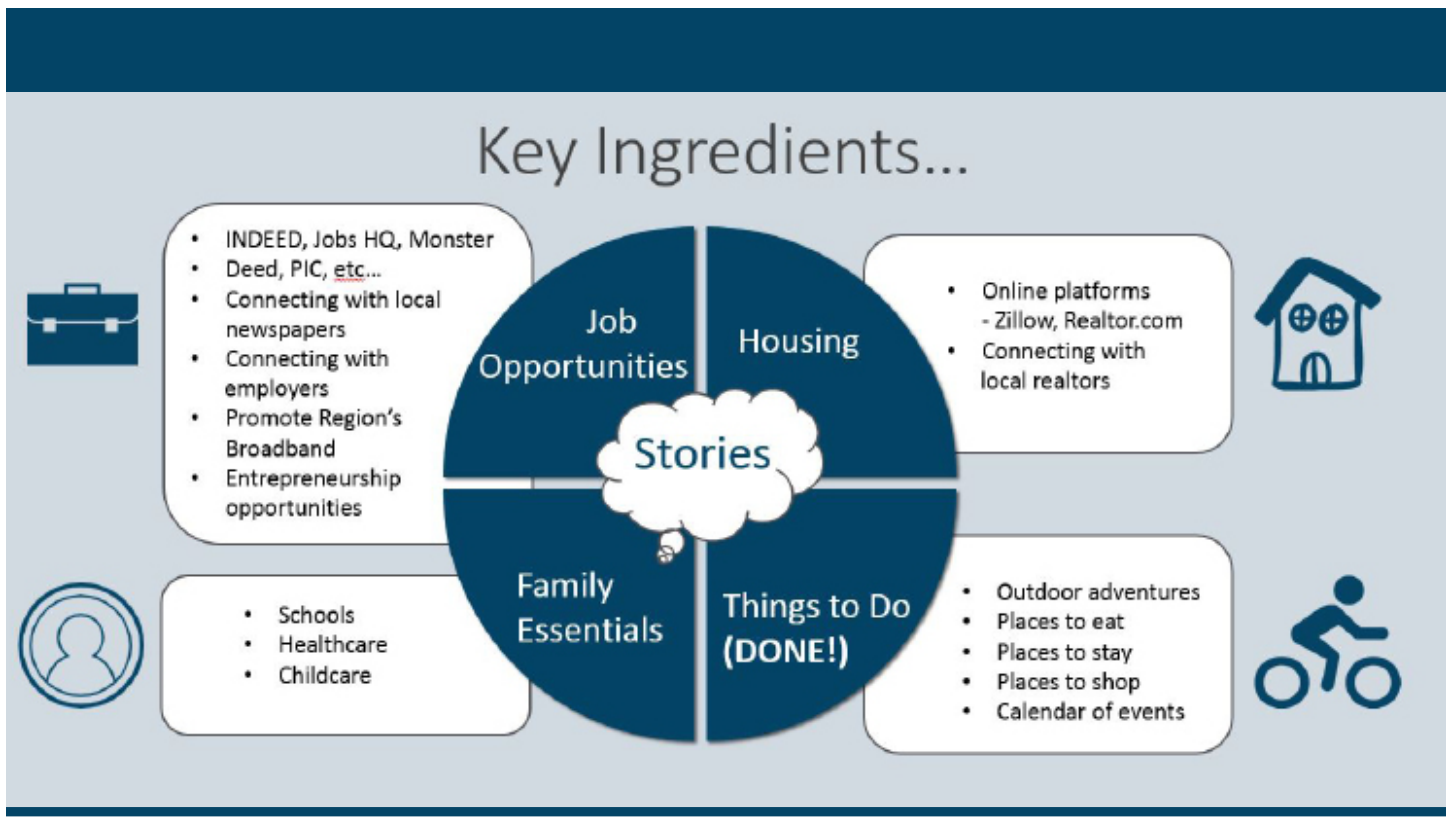 Key Ingredients...
• INDEED, Jobs HQ, Monster
• Deed, PIC, etc...
• Connecting with local
newspapers
• Connecting with
employers
• Promote Region's
Broadband
• Entrepreneurship
opportunities
Job
Opportunities
Housing
• Online platforms
- Zillow, Realtor.com
• Connecting with
local realtors
Stories
• Schools
• Healthcare
• Childcare
Family
Essentials
Things to Do
(DONE!)
• Outdoor adventures
• Places to eat
• Places to stay
• Places to shop
• Calendar of events